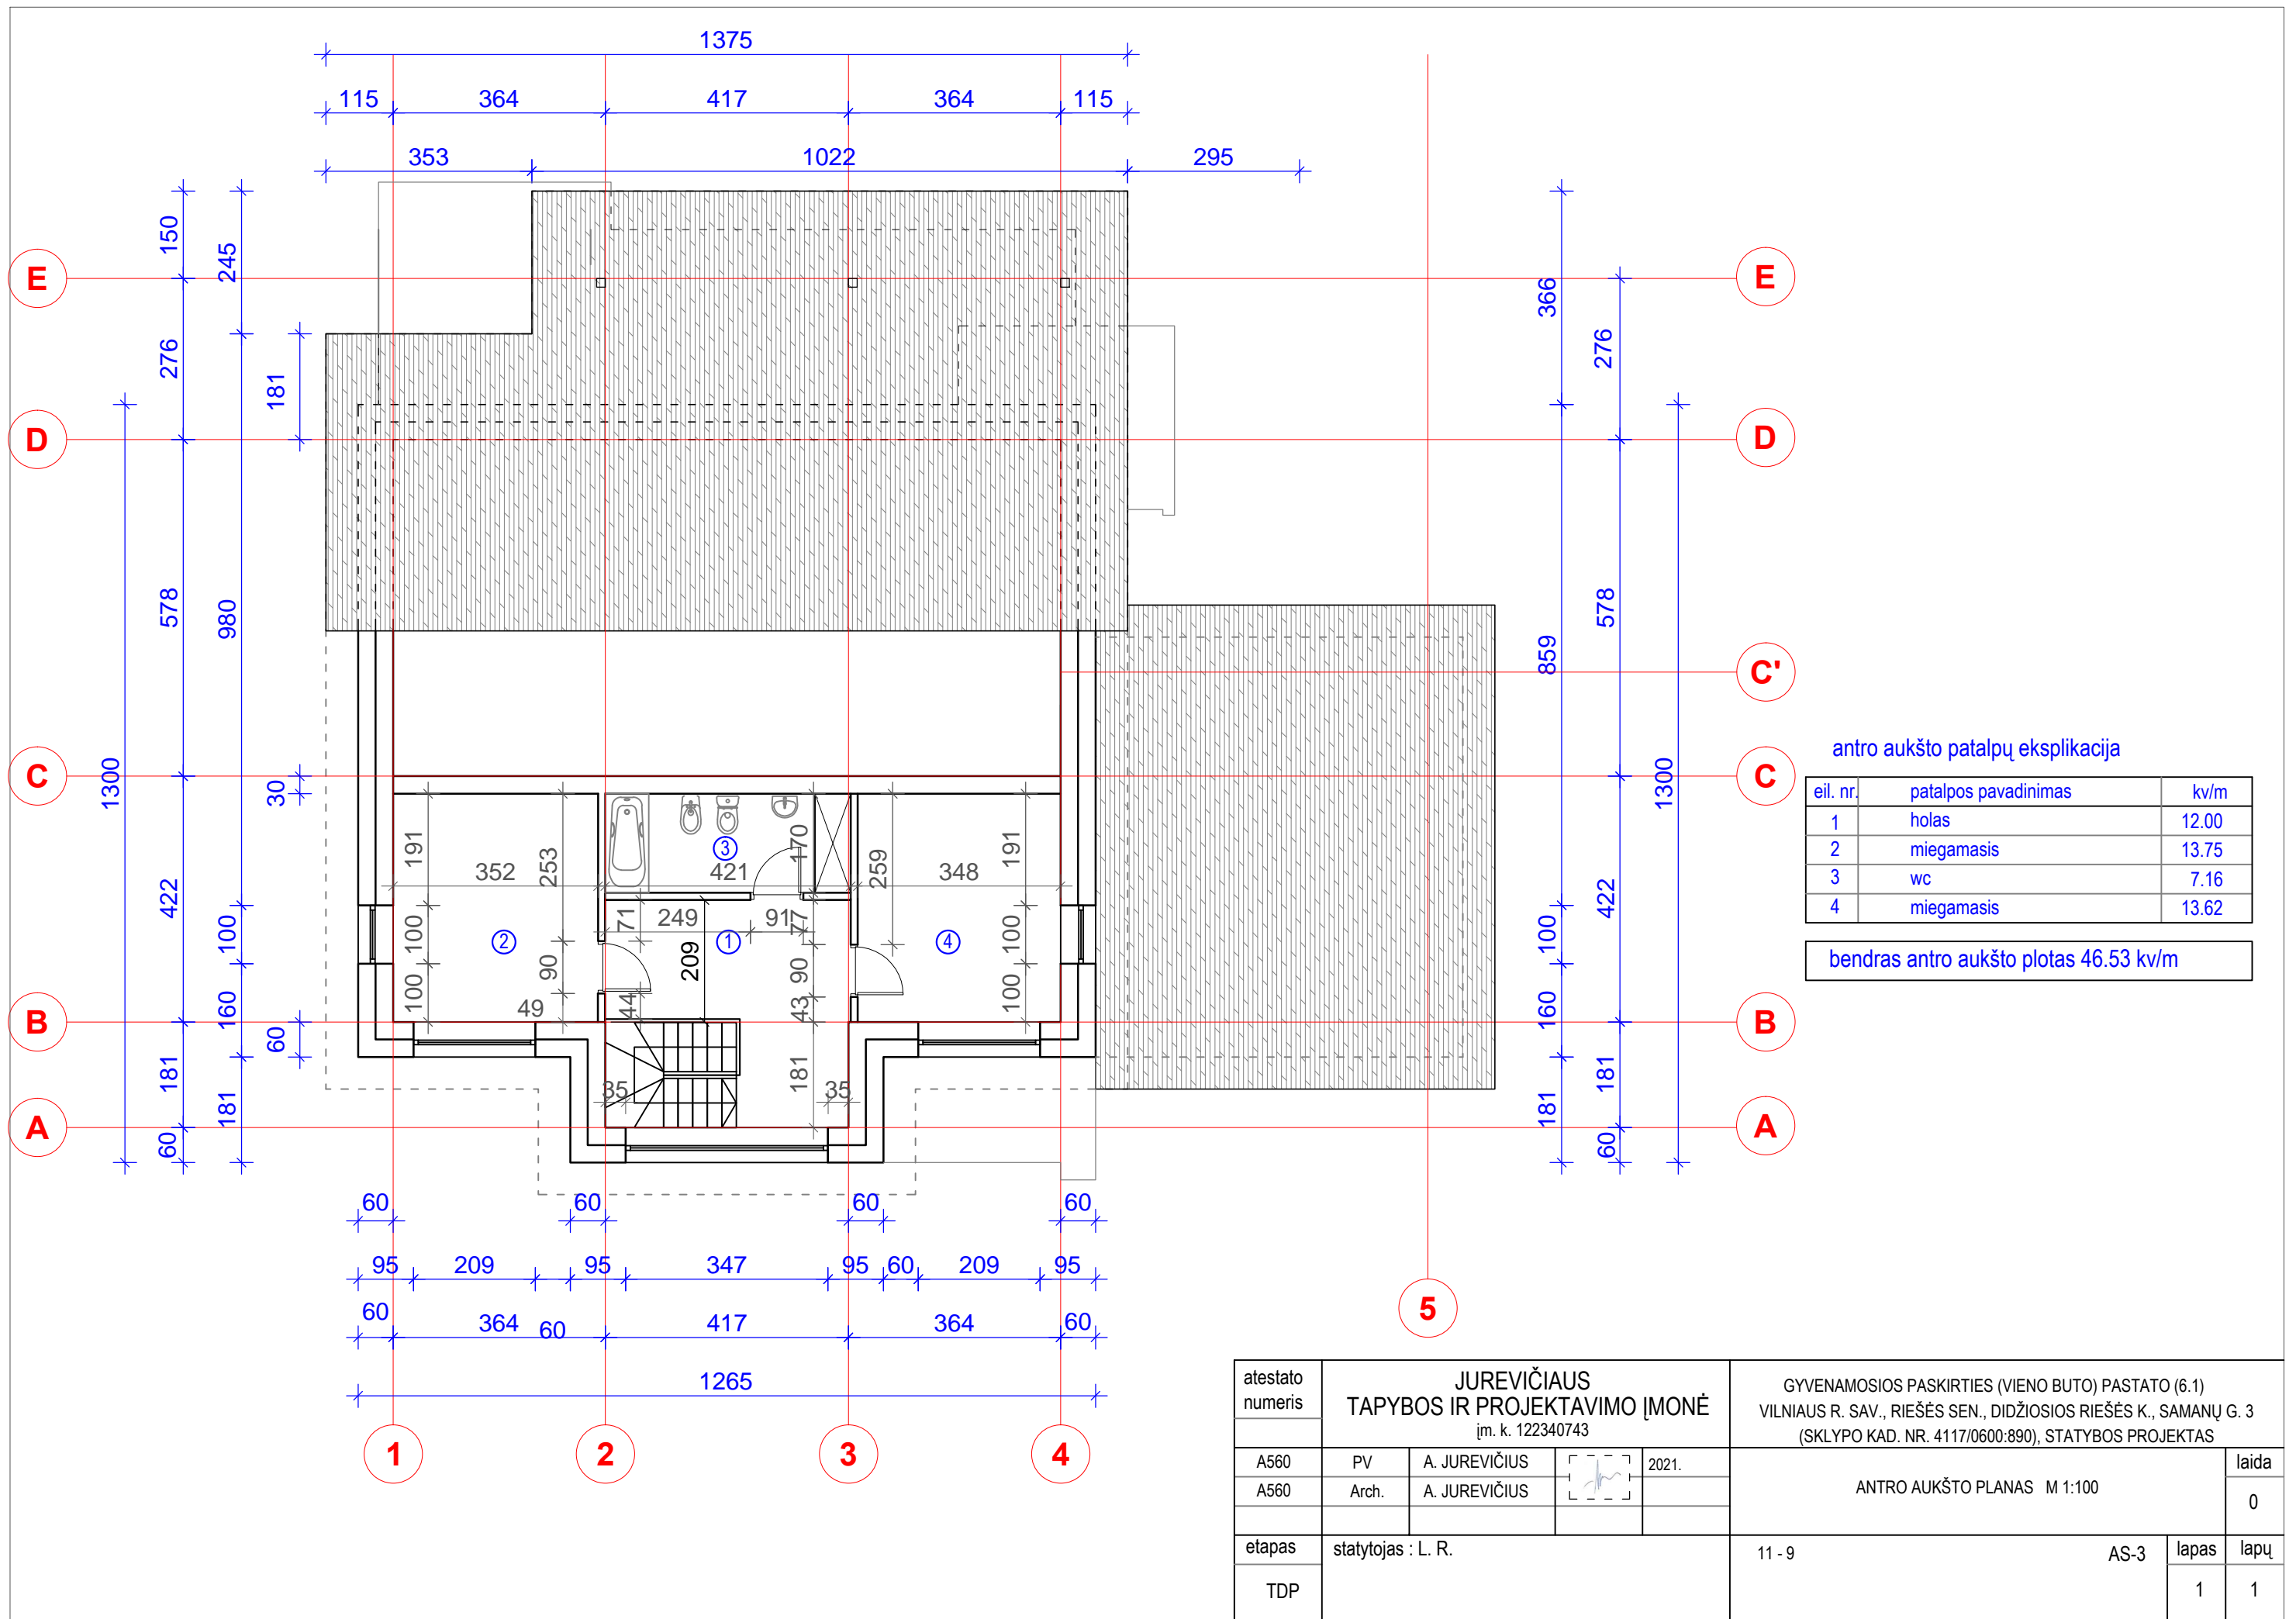 1375
115 364 417 364 115
353 1022 295
150 245
E E
276 181
366 276
D D
1300 578 980
859 578 1300
C'
C 30 C
422 100 160 60
422 100 160
B B
181 181 60
181 181 60
A A
191 352 253 170 421 259 348 191
3
71 249 91 77
100 2 1 4 100
209
90 90
100 49 44 43 100
35 181 35
60 60 60 60
95 209 95 347 95 60 209 95
60 364 60 417 364 60
1265
1 2 3 4 5
antro aukšto patalpų eksplikacija
eil. nr. patalpos pavadinimas kv/m
1 holas 12.00
2 miegamasis 13.75
3 wc 7.16
4 miegamasis 13.62
bendras antro aukšto plotas 46.53 kv/m
atestato
numeris
JUREVIČIAUS
TAPYBOS IR PROJEKTAVIMO ĮMONĖ
įm. k. 122340743
GYVENAMOSIOS PASKIRTIES (VIENO BUTO) PASTATO (6.1)
VILNIAUS R. SAV., RIEŠĖS SEN., DIDŽIOSIOS RIEŠĖS K., SAMANŲ G. 3
(SKLYPO KAD. NR. 4117/0600:890), STATYBOS PROJEKTAS
A560 PV A. JUREVIČIUS 2021.
A560 Arch. A. JUREVIČIUS
ANTRO AUKŠTO PLANAS M 1:100
laida
0
etapas
TDP
statytojas : L. R.
11 - 9 AS-3
lapas lapų
1 1